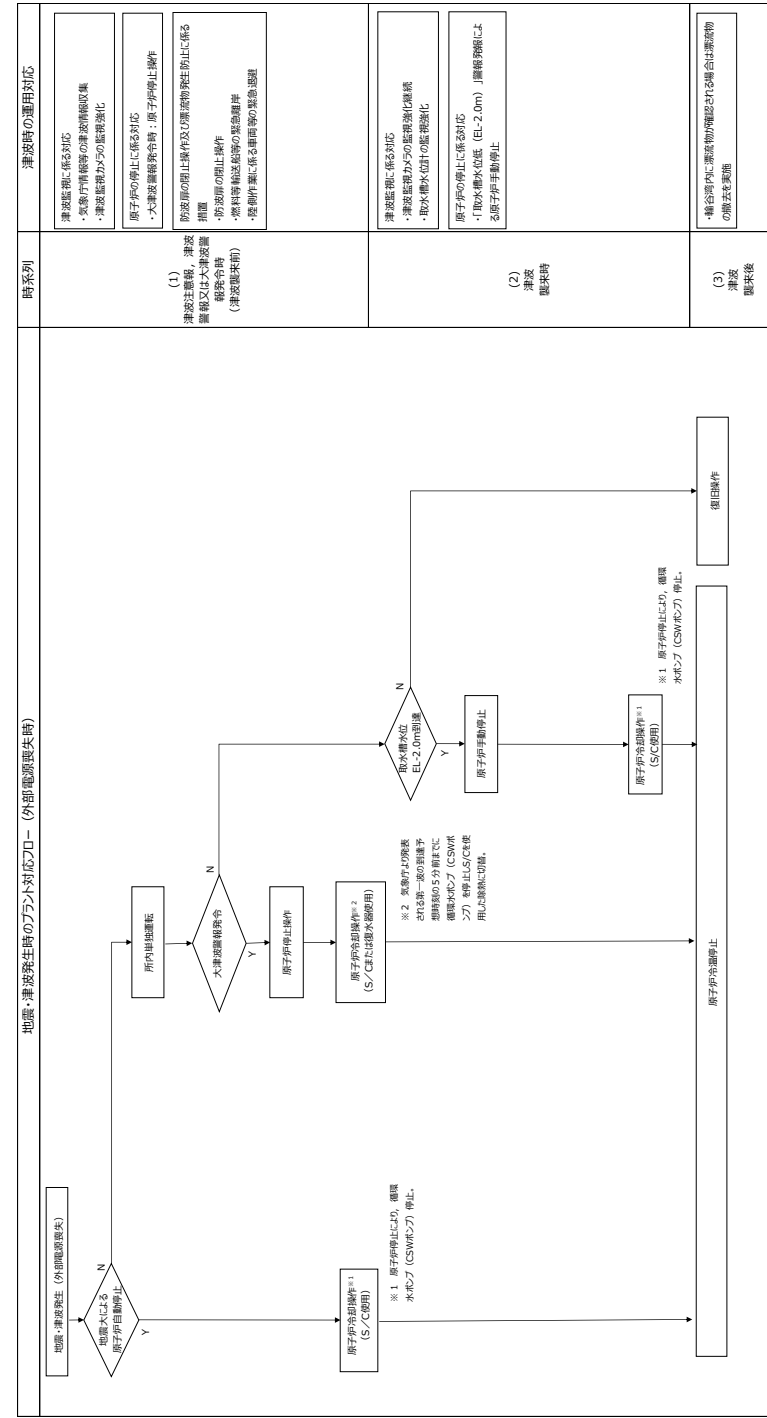 地震・津波発生時のプラント対応フロー（外部電源喪失時）
時系列
津波時の運用対応
地震・津波発生（外部電源喪失）
地震大による
原子炉自動停止
N
Y
所内単独運転
大津波警報発令
N
Y
原子炉停止操作
原子炉冷却操作※1
（S／C使用）
※１　原子炉停止により，循環
水ポンプ（CSWポンプ）停止。
原子炉冷却操作※2
（S／Cまたは復水器使用）
※２　気象庁より発表
される第一波の到達予
想時刻の５分前までに
循環水ポンプ（CSWポ
ンプ）を停止しS/Cを使
用した除熱に切替。
取水槽水位
EL-2.0m到達
N
Y
原子炉手動停止
原子炉冷却操作※1
（S/C使用）
※１　原子炉停止により，循環
水ポンプ（CSWポンプ）停止。
原子炉冷温停止
復旧操作
(1)
津波注意報，津波
警報又は大津波警
報発令時
（津波襲来前）
津波監視に係る対応
・気象庁情報等の津波情報収集
・津波監視カメラの監視強化
原子炉の停止に係る対応
・大津波警報発令時：原子炉停止操作
防波扉の閉止操作及び漂流物発生防止に係る
措置
・防波扉の閉止操作
・燃料等輸送船等の緊急離岸
・陸側作業に係る車両等の緊急退避
(2)
津波
襲来時
津波監視に係る対応
・津波監視カメラの監視強化継続
・取水槽水位計の監視強化
原子炉の停止に係る対応
・「取水槽水位低（EL-2.0m）」警報発報によ
る原子炉手動停止
(3)
津波
襲来後
・輪谷湾内に漂流物が確認される場合は漂流物
の撤去を実施